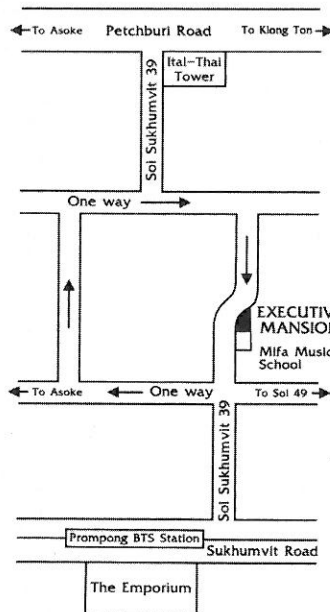 To Asoke
Petchburi Road
To Klong Ton
Soi Sukhumvit 39
Ital-Thai
Tower
One way
EXECUTIV
MANSION
Mifa Music
School
To Asoke
One way
To Soi 49
Soi Sukhumvit 39
Prompong BTS Station
Sukhumvit Road
The Emporium